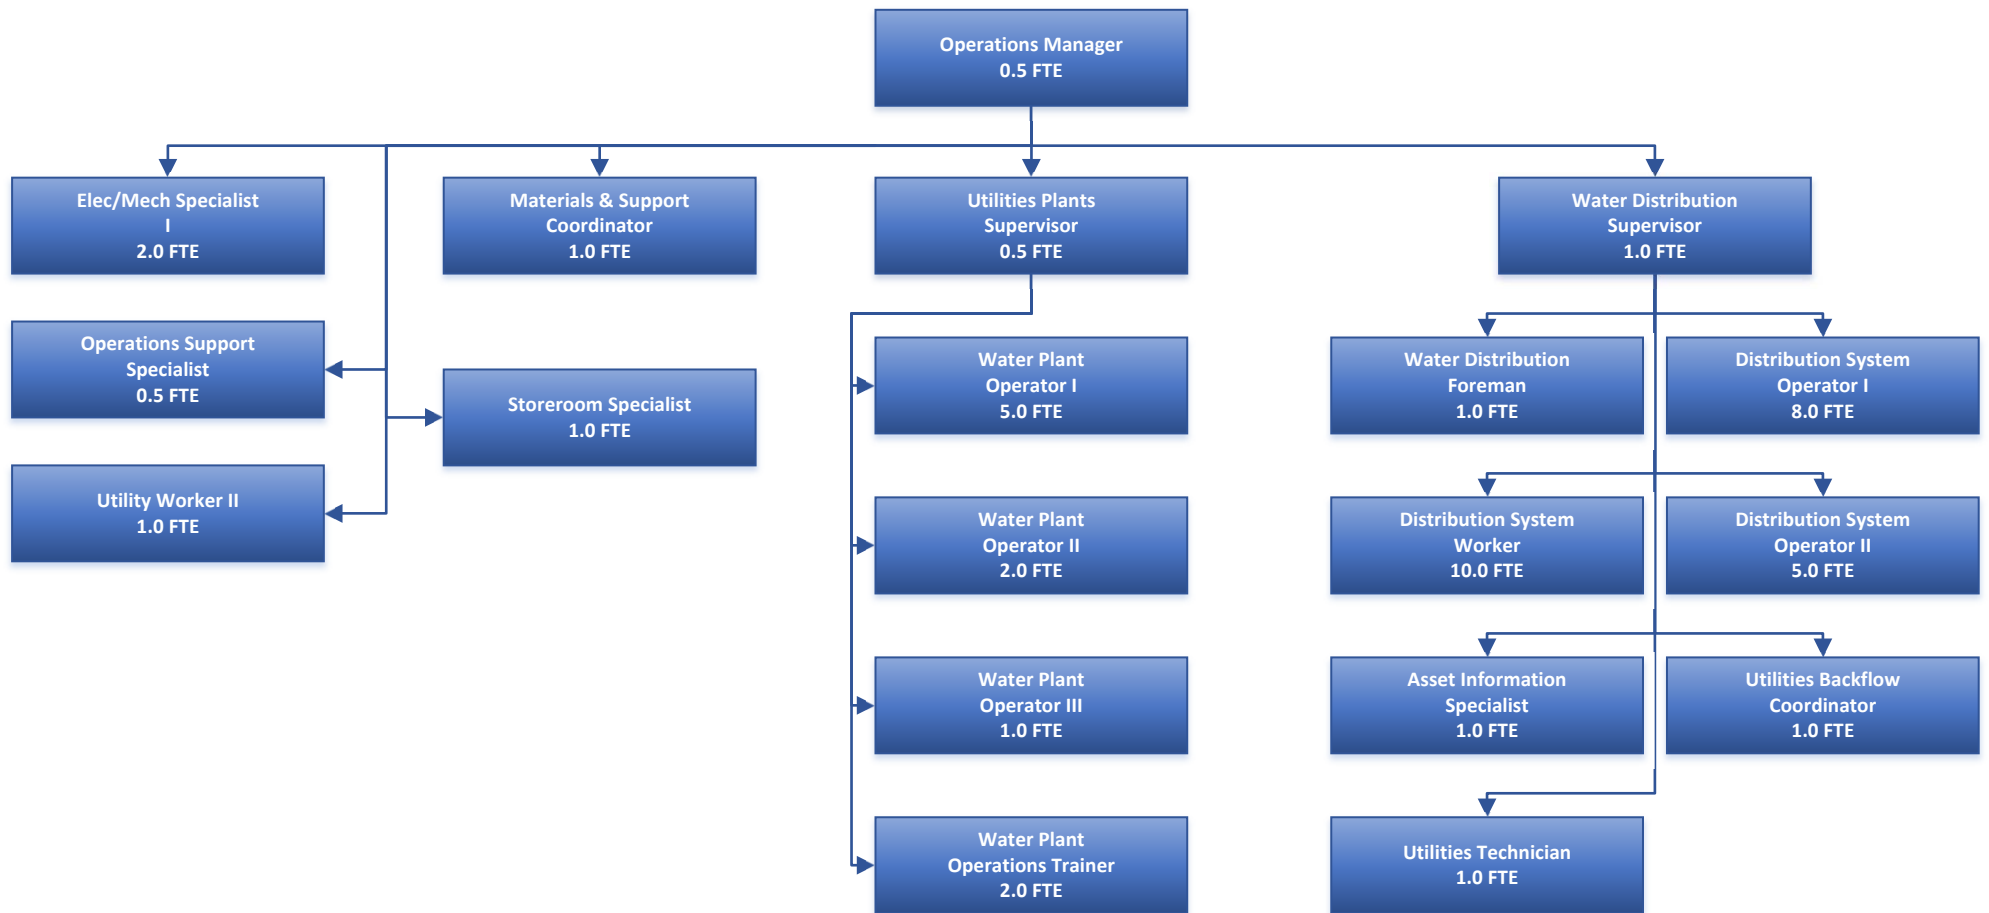 Operations Manager
0.5 FTE
Elec/Mech Specialist
I
2.0 FTE
Materials & Support
Coordinator
1.0 FTE
Utilities Plants
Supervisor
0.5 FTE
Water Distribution
Supervisor
1.0 FTE
Operations Support
Specialist
0.5 FTE
Storeroom Specialist
1.0 FTE
Utility Worker II
1.0 FTE
Water Plant
Operator I
5.0 FTE
Water Plant
Operator II
2.0 FTE
Water Plant
Operator III
1.0 FTE
Water Plant
Operations Trainer
2.0 FTE
Water Distribution
Foreman
1.0 FTE
Distribution System
Operator I
8.0 FTE
Distribution System
Worker
10.0 FTE
Distribution System
Operator II
5.0 FTE
Asset Information
Specialist
1.0 FTE
Utilities Backflow
Coordinator
1.0 FTE
Utilities Technician
1.0 FTE